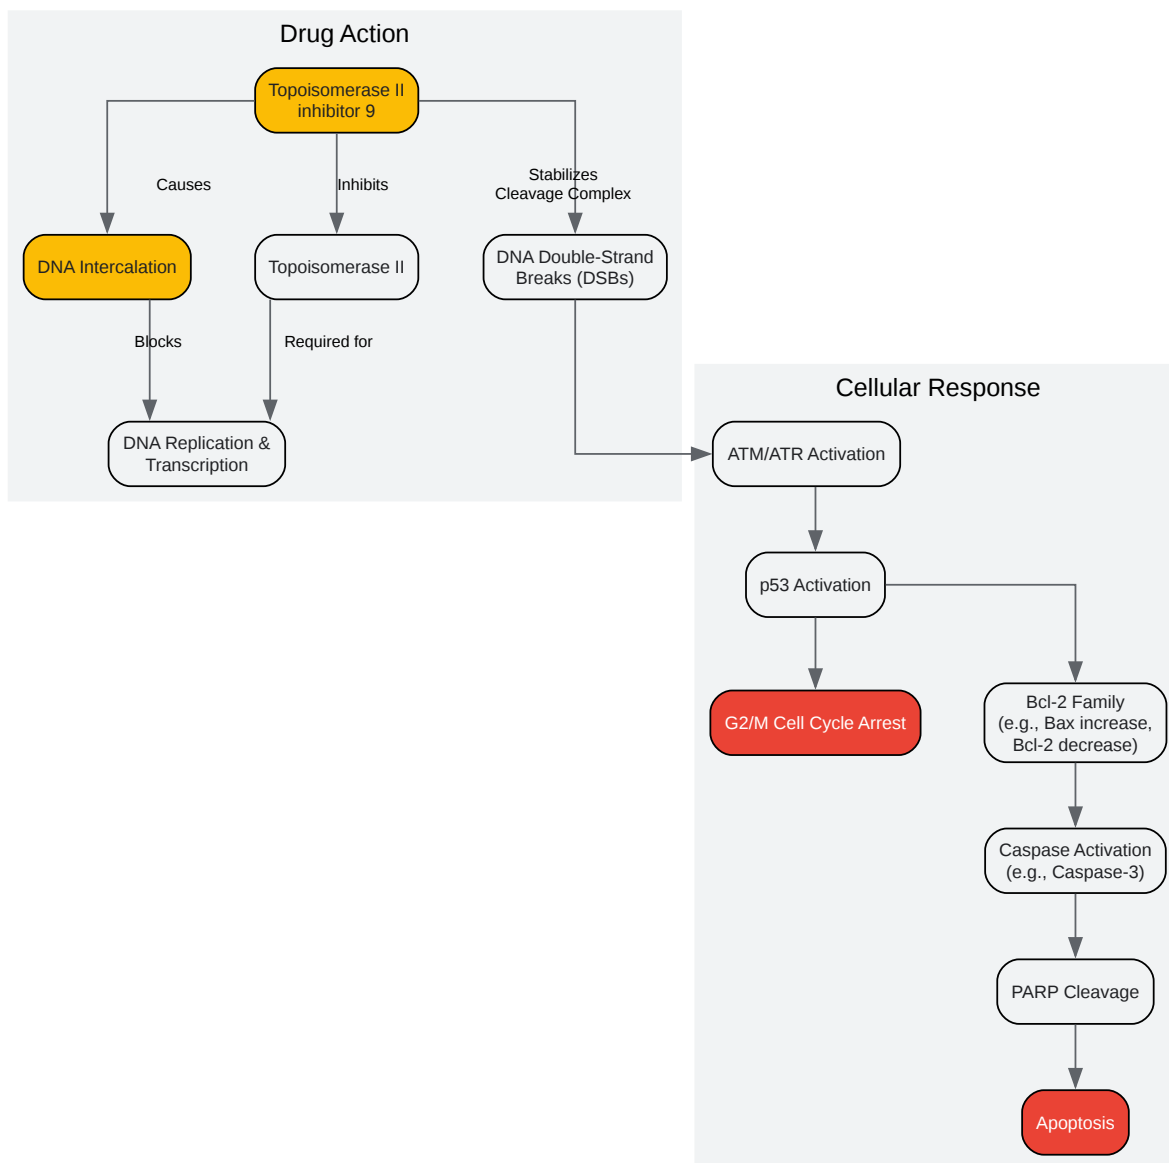 Drug Action
Topoisomerase II
inhibitor 9
Causes
Inhibits
Stabilizes
Cleavage Complex
DNA Intercalation
Topoisomerase II
DNA Double-Strand
Breaks (DSBs)
Blocks
Required for
DNA Replication &
Transcription
Cellular Response
ATM/ATR Activation
p53 Activation
G2/M Cell Cycle Arrest
Bcl-2 Family
(e.g., Bax increase,
Bcl-2 decrease)
Caspase Activation
(e.g., Caspase-3)
PARP Cleavage
Apoptosis